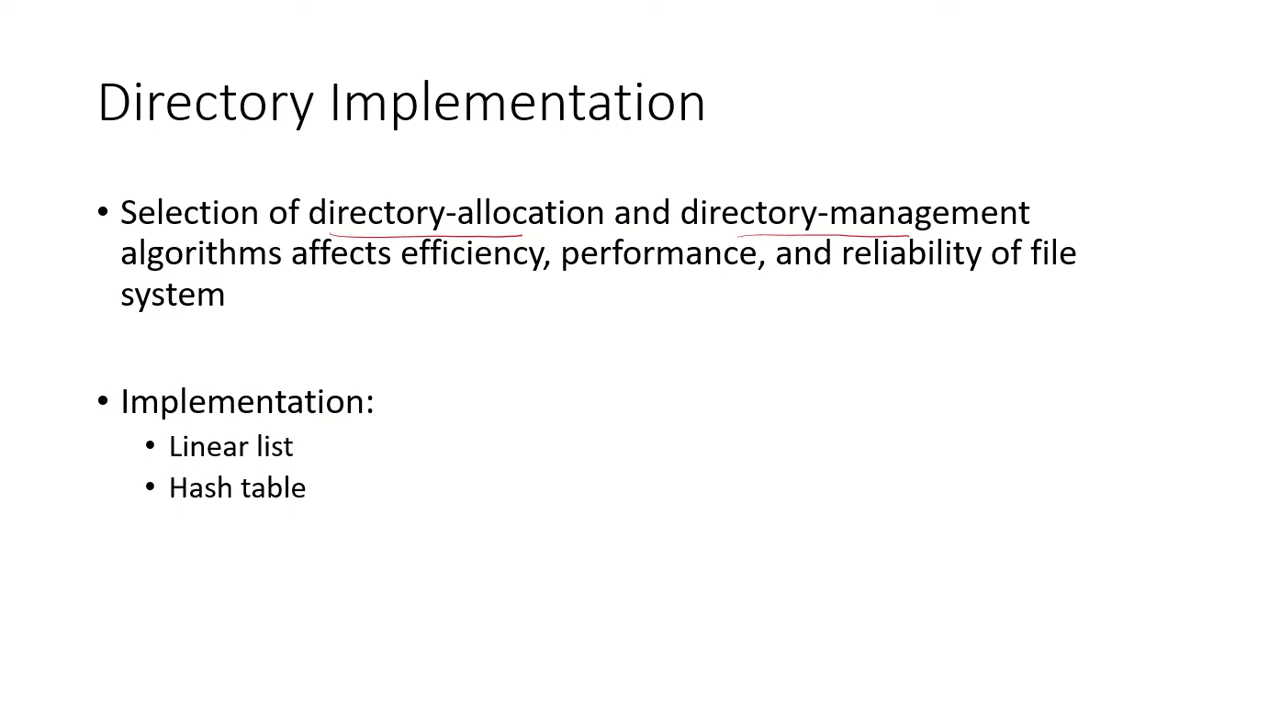 Directory Implementation
• Selection of directory-allocation and directory-management
algorithms affects efficiency, performance, and reliability of file
system
• Implementation:
• Linear list
• Hash table